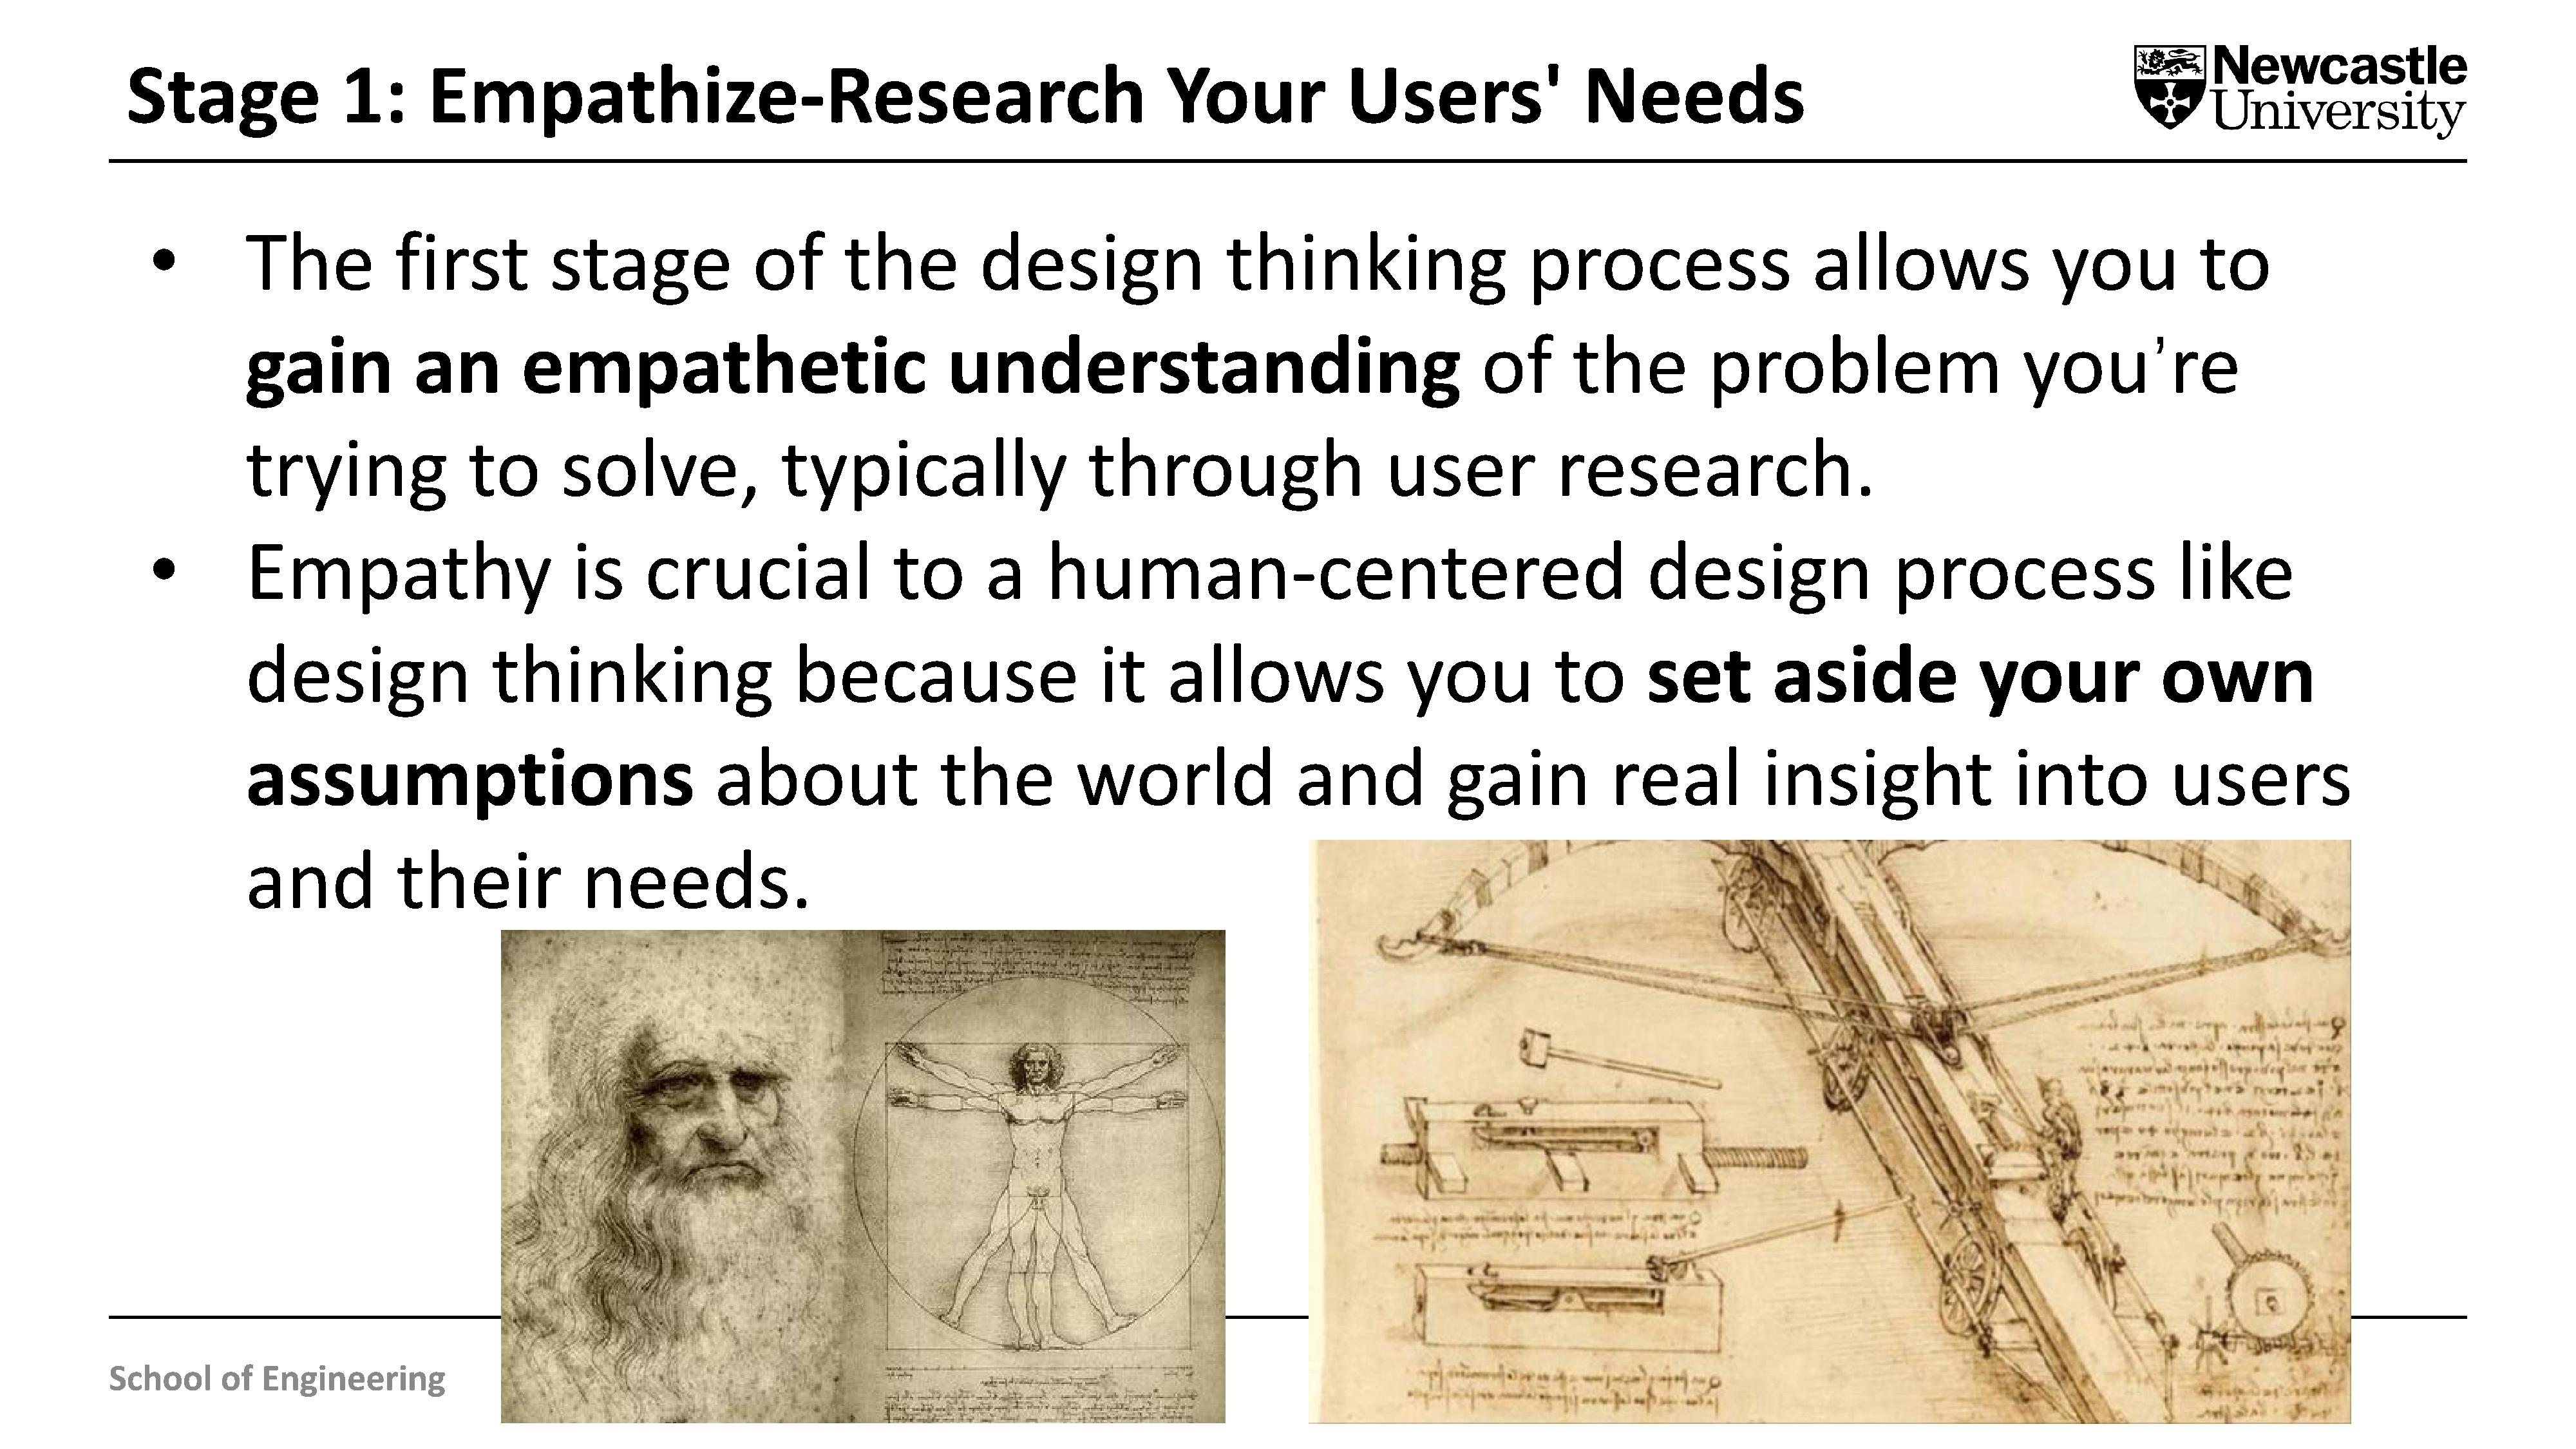 Stage 1: Empathize-Research Your Users' Needs
Newcastle
University
• The first stage of the design thinking process allows you to
gain an empathetic understanding of the problem you’re
trying to solve, typically through user research.
• Empathy is crucial to a human-centered design process like
design thinking because it allows you to set aside your own
assumptions about the world and gain real insight into users
and their needs.
School of Engineering